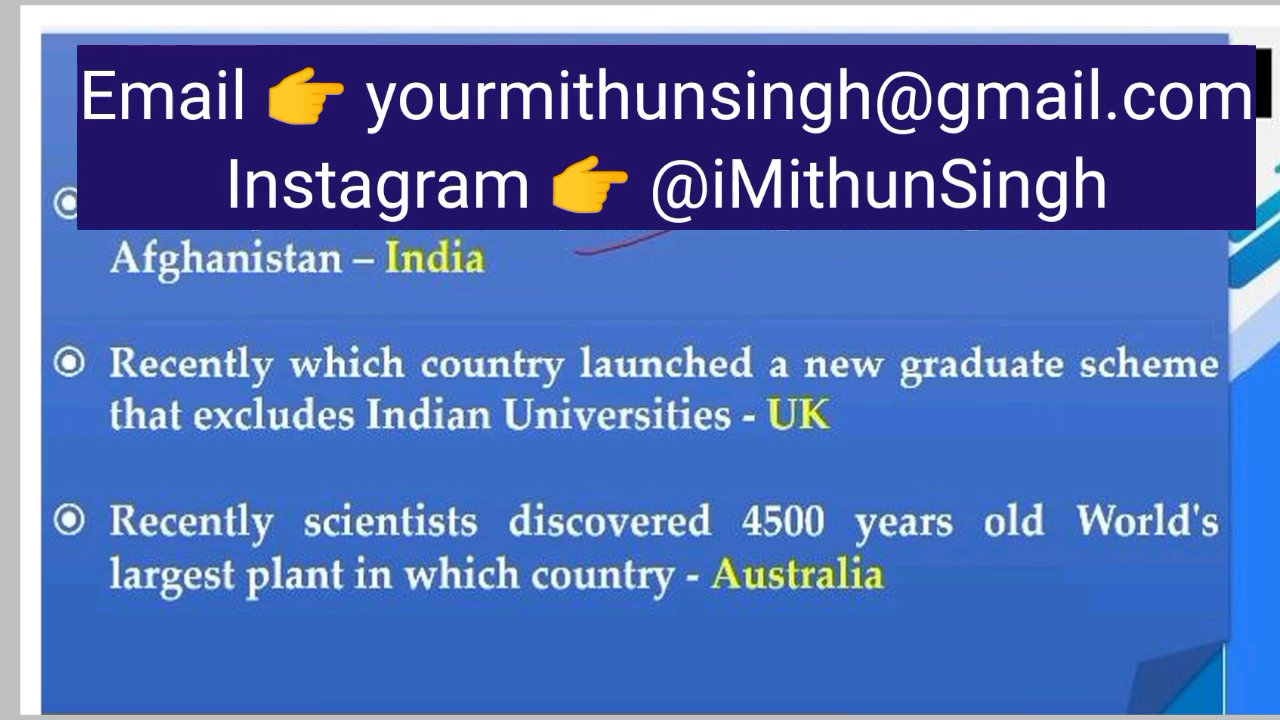 Email 👉 yourmithunsingh@gmail.com
Instagram 👉 @iMithunSingh
Afghanistan – India
Recently which country launched a new graduate scheme
that excludes Indian Universities - UK
Recently scientists discovered 4500 years old World's
largest plant in which country - Australia